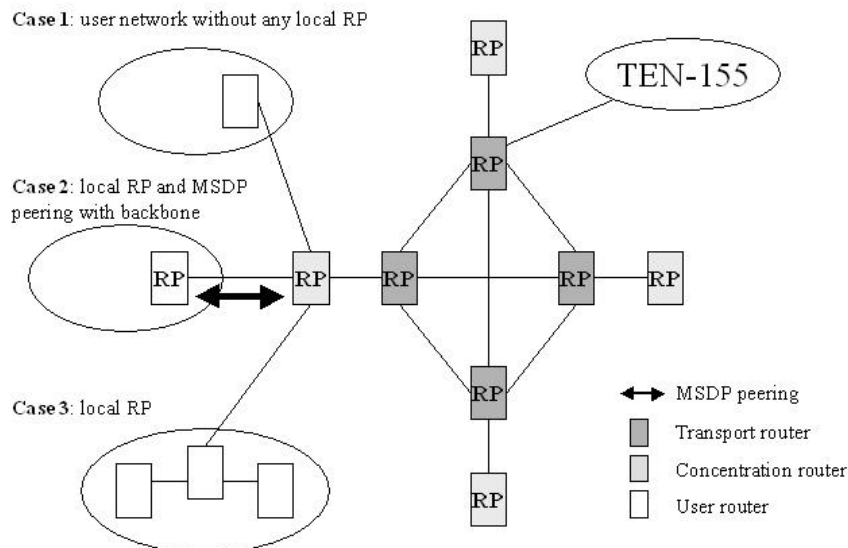 Case 1: user network without any local RP
RP
TEN-155
RP
Case 2: local RP and MSDP
peering with backbone
RP
RP
RP
RP
RP
RP
Case 3: local RP
MSDP peering
Transport router
Concentration router
User router
RP